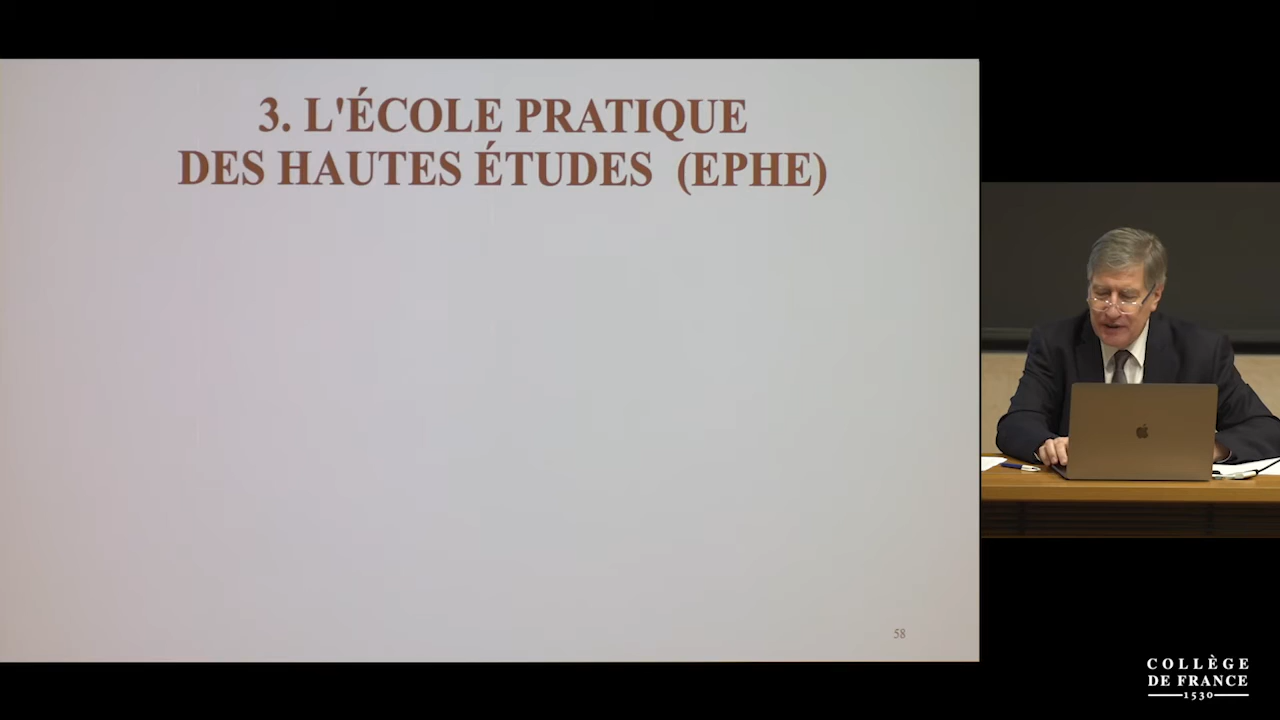 3. L'ÉCOLE PRATIQUE
DES HAUTES ÉTUDES (EPHE)
58
COLLÈGE
DE FRANCE
1530